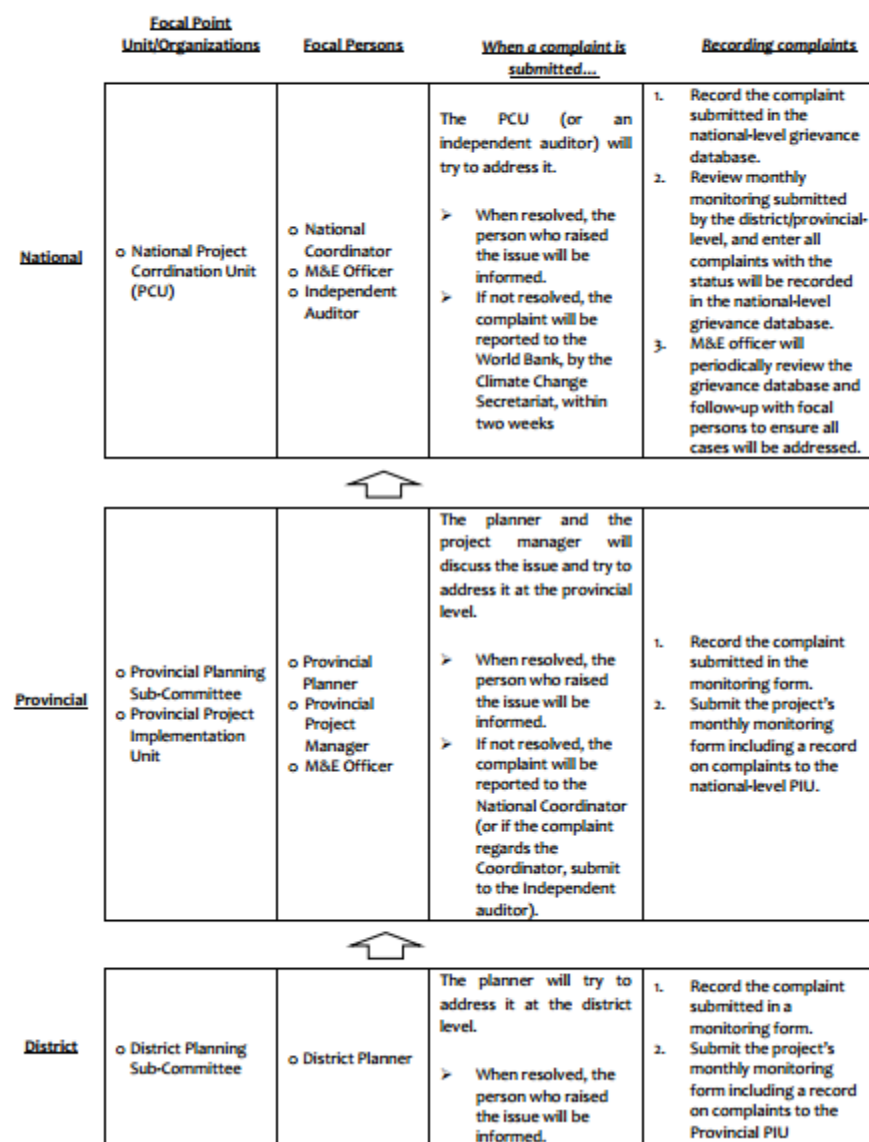 Focal Point
Unit/Organizations
Focal Persons
When a complaint is
submitted...
Recording complaints
National
o National Project
Corrdination Unit
(PCU)
o National
Coordinator
o M&E Officer
o Independent
Auditor
The PCU (or an
independent auditor) will
try to address it.
➢ When resolved, the
person who raised
the issue will be
informed.
➢ If not resolved, the
complaint will be
reported to the
World Bank, by the
Climate Change
Secretariat, within
two weeks
1. Record the complaint
submitted in the
national-level grievance
database.
2. Review monthly
monitoring submitted
by the district/provincial-
level, and enter all
complaints with the
status will be recorded
in the national-level
grievance database.
3. M&E officer will
periodically review the
grievance database and
follow-up with focal
persons to ensure all
cases will be addressed.
Provincial
o Provincial Planning
Sub-Committee
o Provincial Project
Implementation
Unit
o Provincial
Planner
o Provincial
Project
Manager
o M&E Officer
The planner and the
project manager will
discuss the issue and try to
address it at the provincial
level.
➢ When resolved, the
person who raised
the issue will be
informed.
➢ If not resolved, the
complaint will be
reported to the
National Coordinator
(or if the complaint
regards the
Coordinator, submit
to the Independent
auditor).
1. Record the complaint
submitted in the
monitoring form.
2. Submit the project's
monthly monitoring
form including a record
on complaints to the
national-level PIU.
District
o District Planning
Sub-Committee
o District Planner
The planner will try to
address it at the district
level.
➢ When resolved, the
person who raised
the issue will be
informed.
1. Record the complaint
submitted in a
monitoring form.
2. Submit the project's
monthly monitoring
form including a record
on complaints to the
Provincial PIU